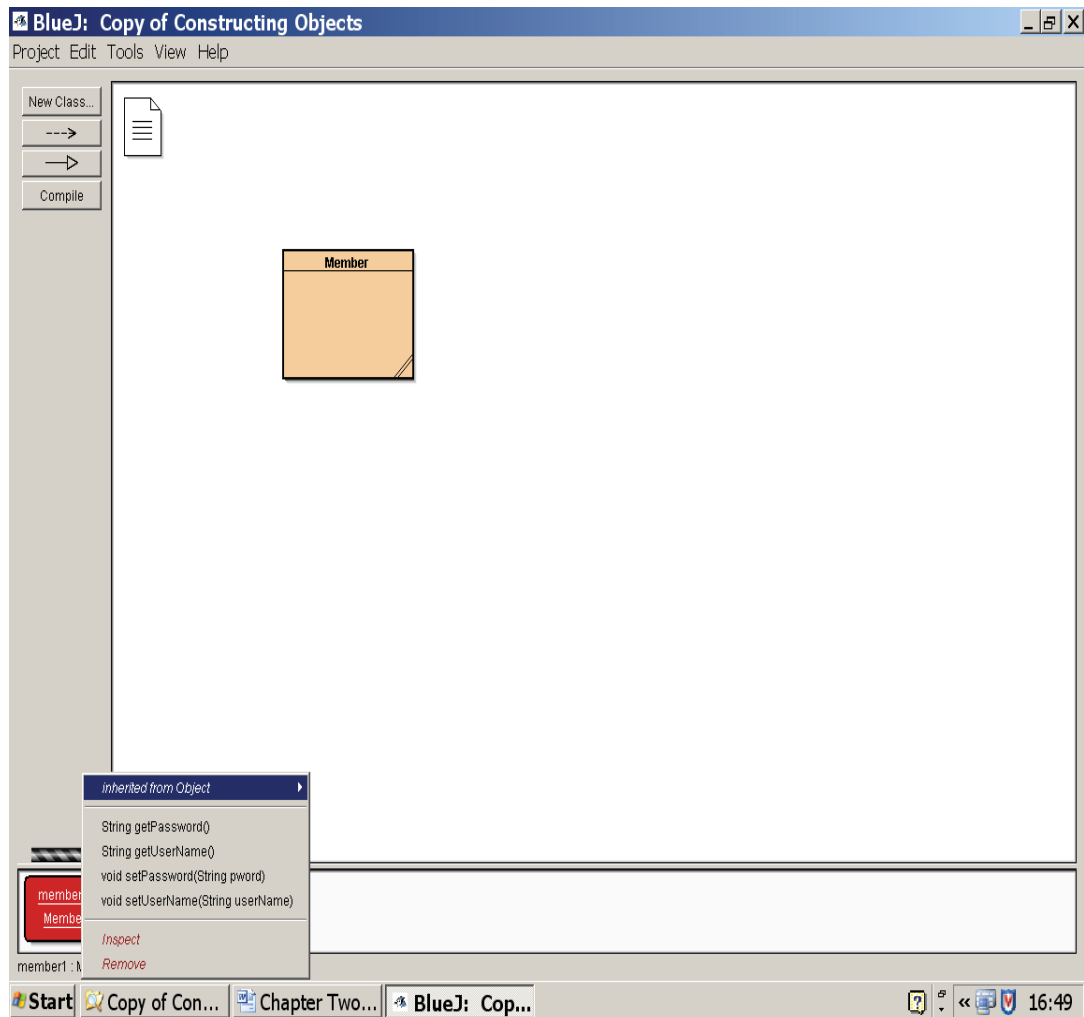 BlueJ: Copy of Constructing Objects
Project Edit Tools View Help
New Class...
--->
Compile
Member
inherited from Object
String getPassword()
String getUserName()
void setPassword(String pword)
void setUserName(String userName)
Inspect
Remove
member1 :
Start Copy of Con... Chapter Two... BlueJ: Cop... 16:49